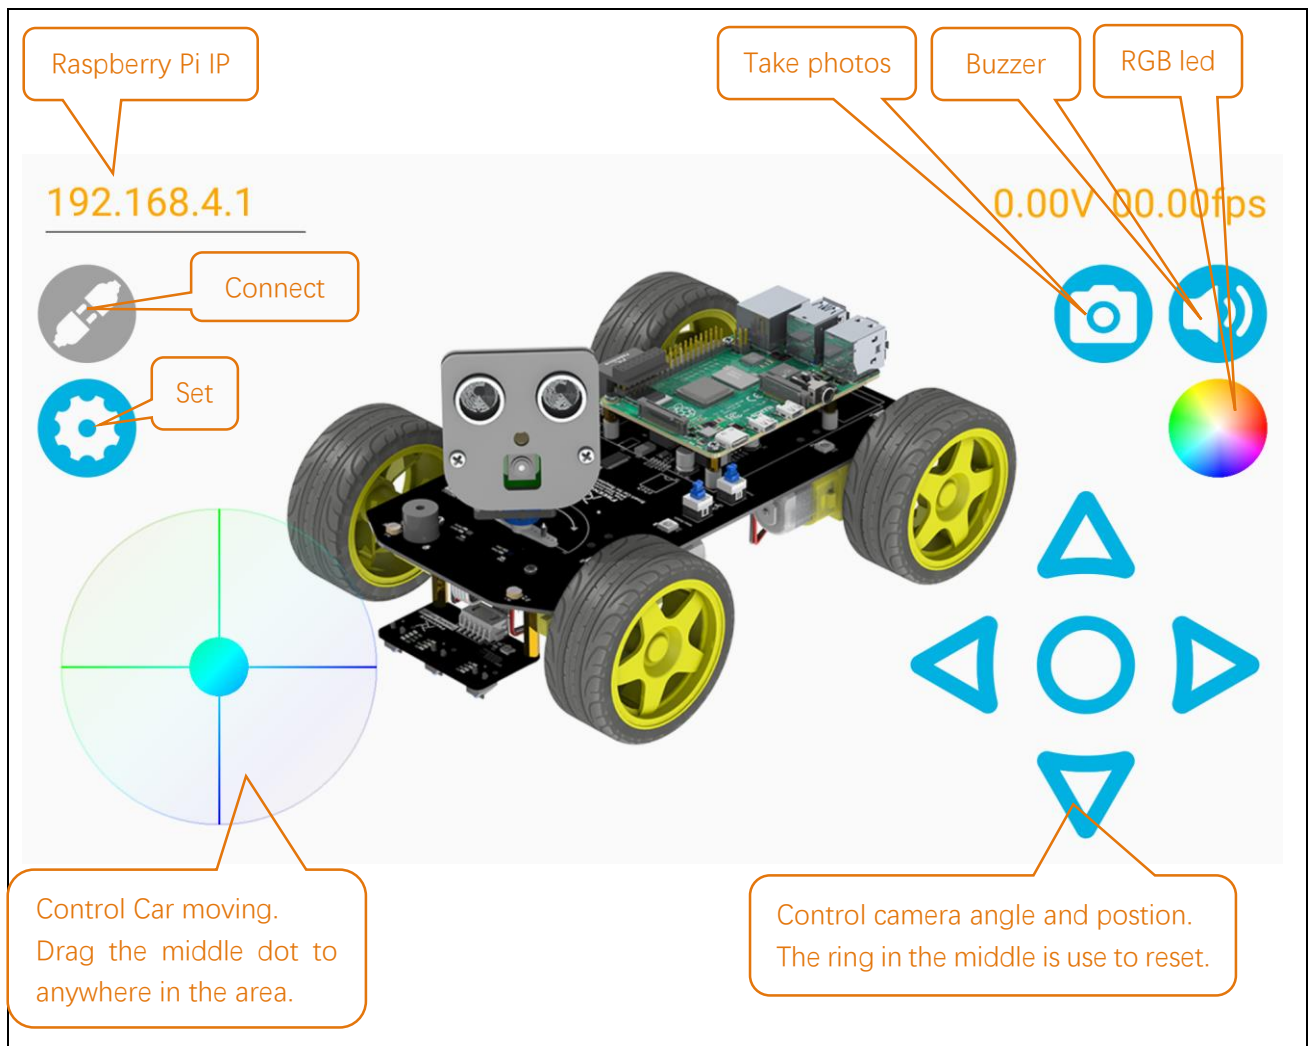 Raspberry Pi IP
Take photos
Buzzer
RGB led
192.168.4.1
0.00V 00.00fps
Connect
Set
Control Car moving.
Drag the middle dot to
anywhere in the area.
Control camera angle and postion.
The ring in the middle is use to reset.